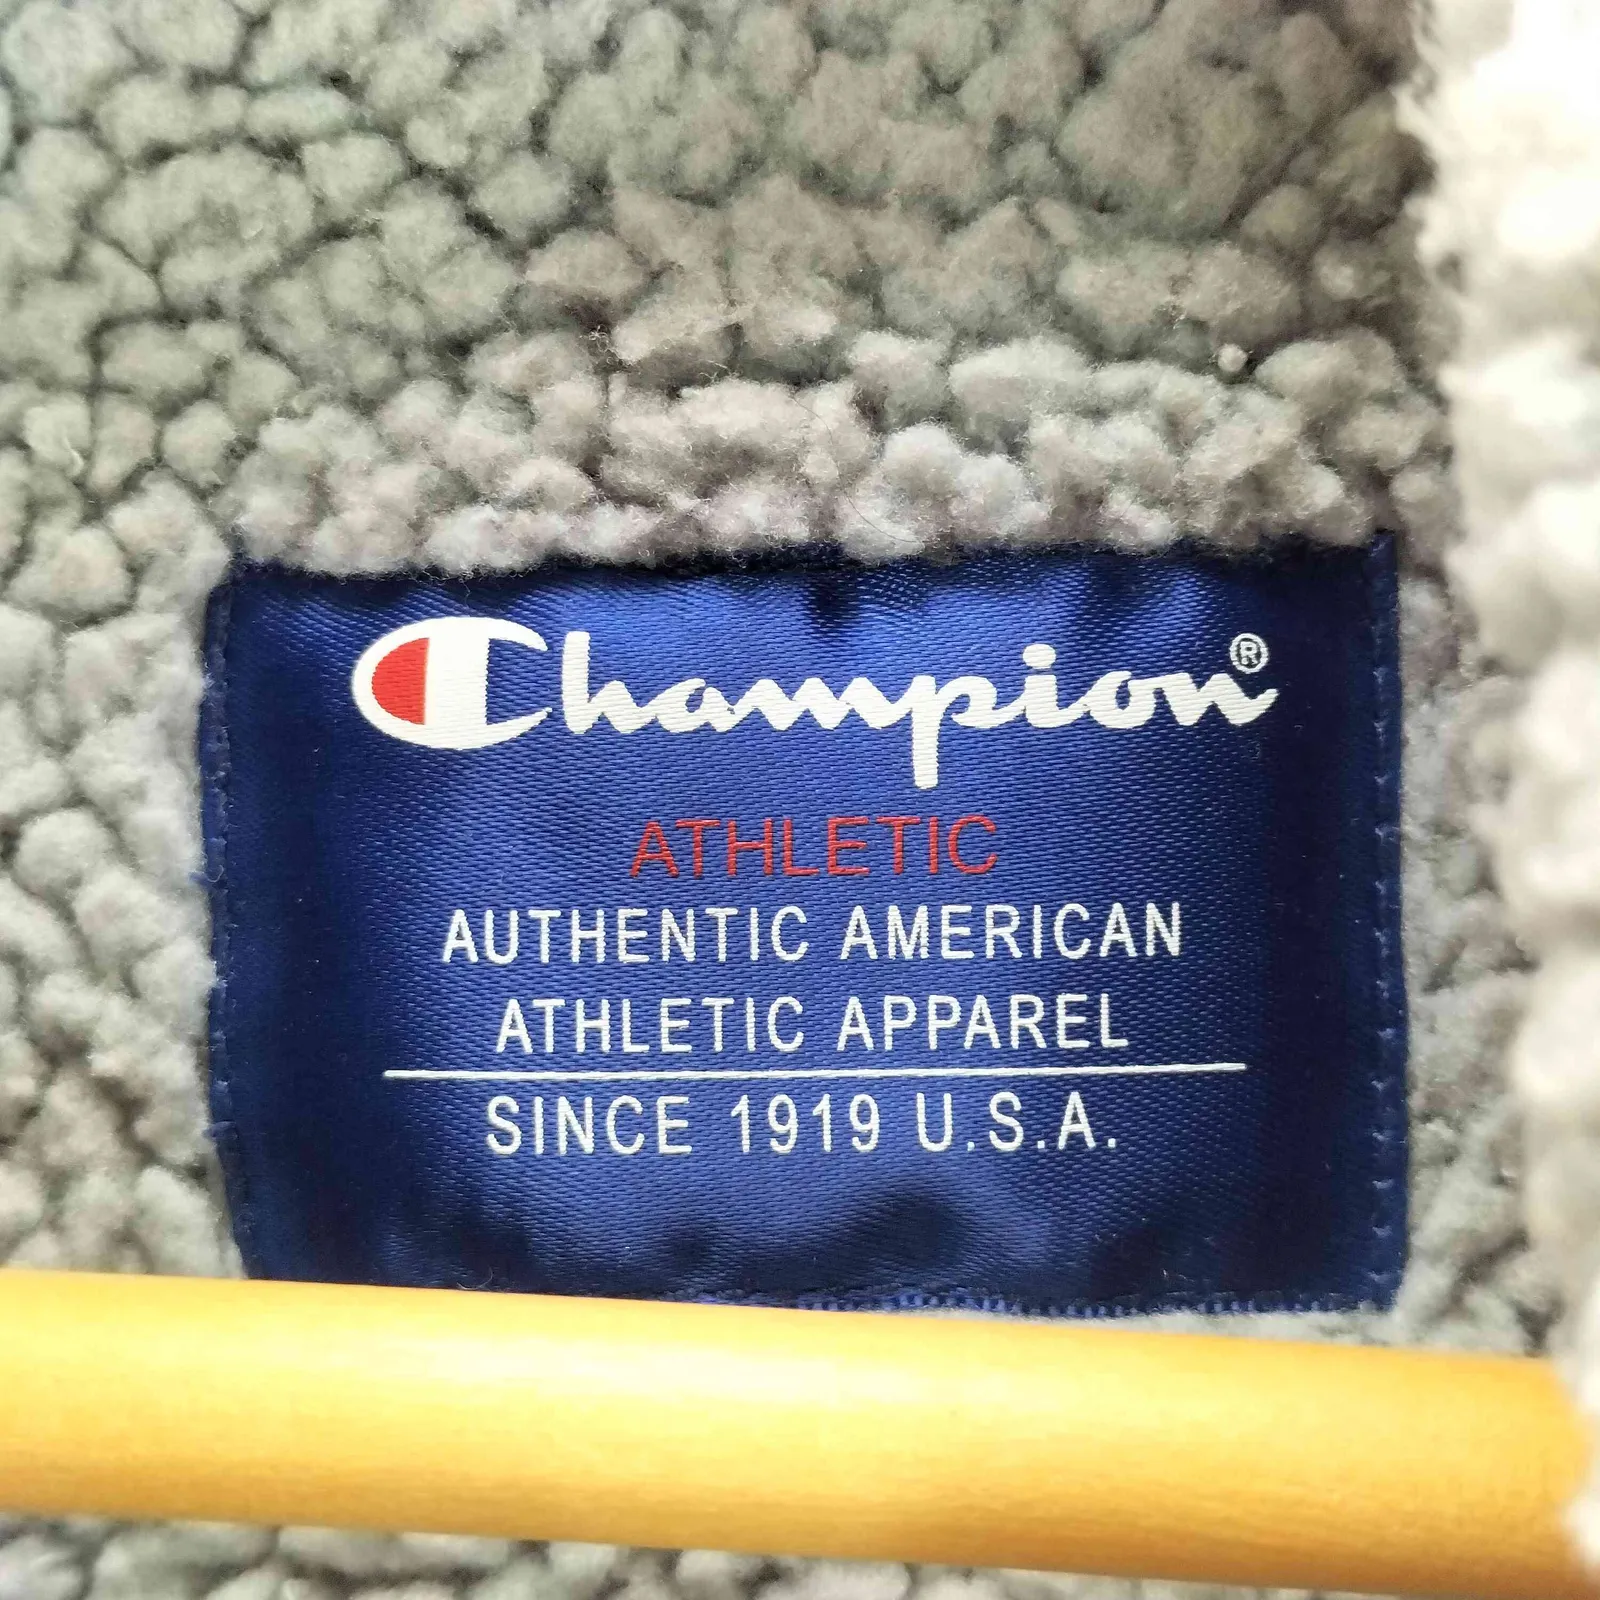 Champion®
ATHLETIC
AUTHENTIC AMERICAN
ATHLETIC APPAREL
SINCE 1919 U.S.A.